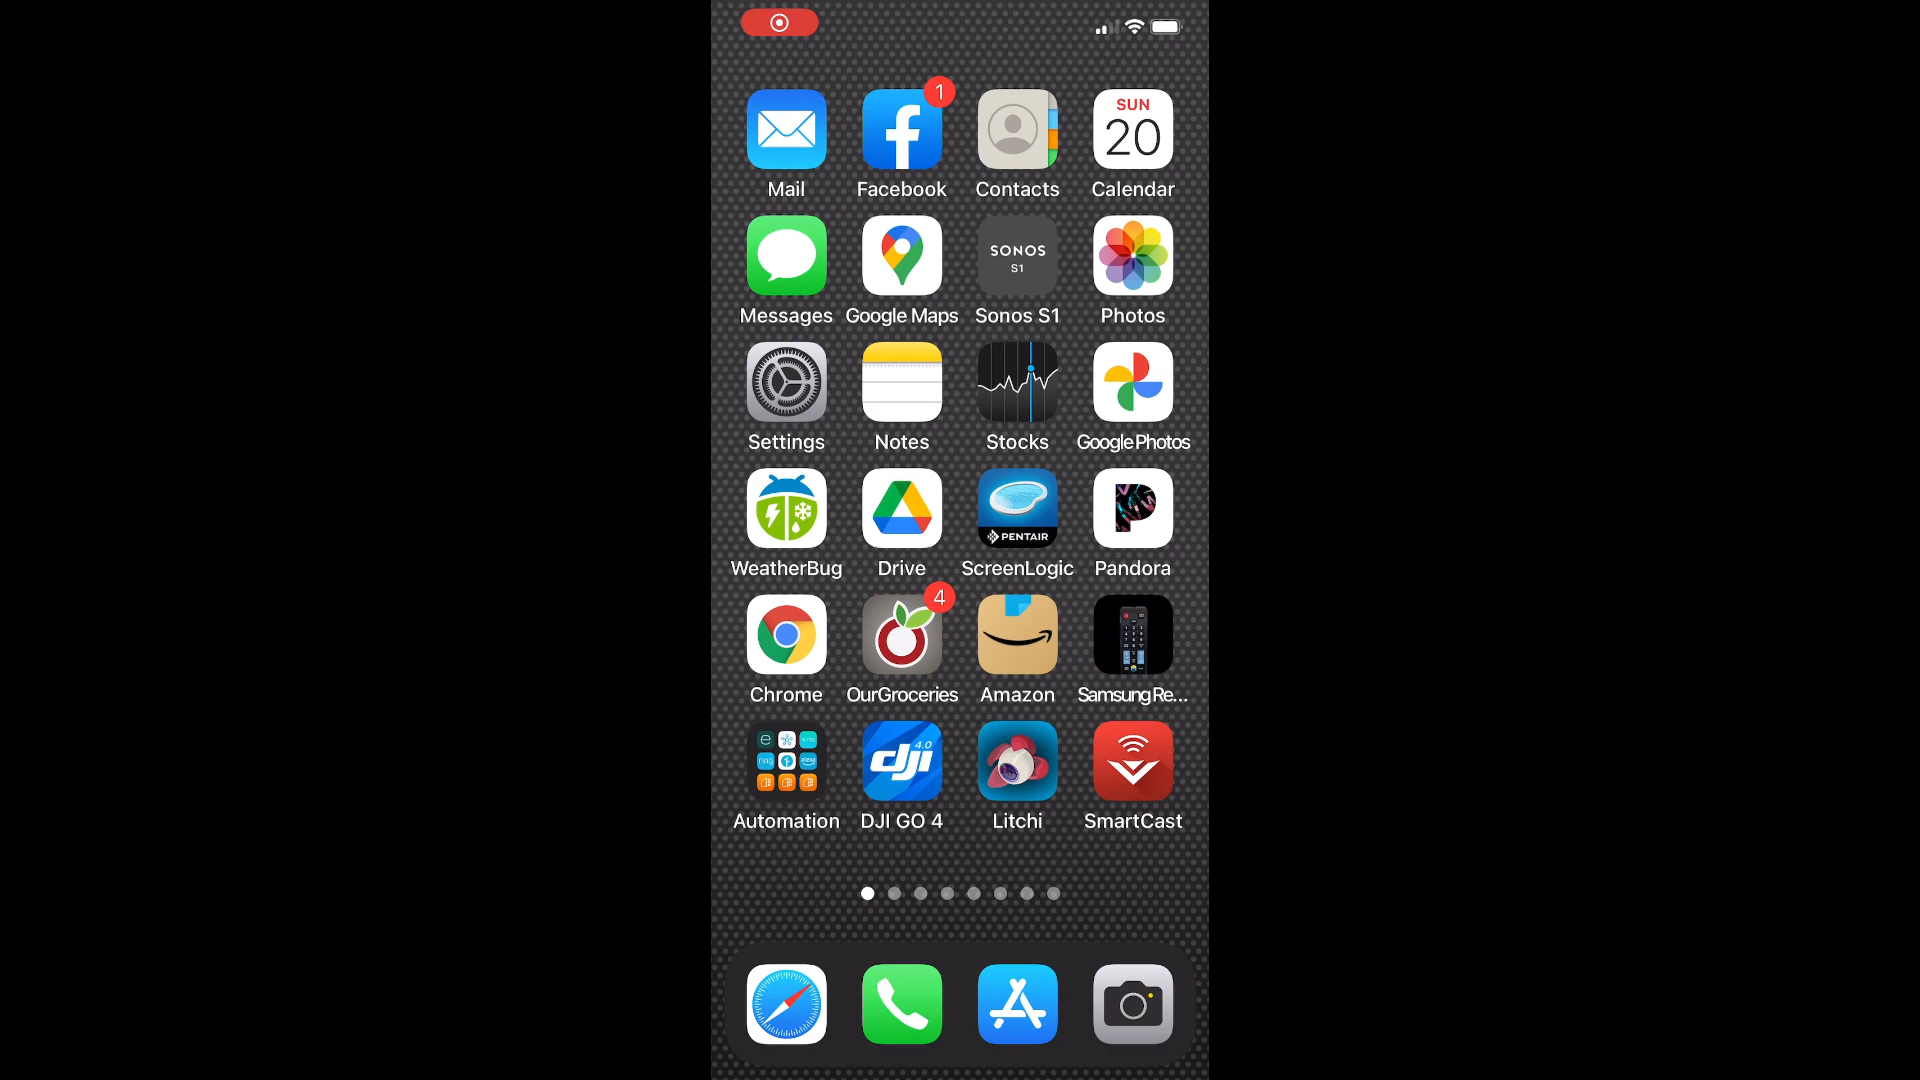 1
SUN
20
Mail Facebook Contacts Calendar
SONOS
S1
Messages Google Maps Sonos S1 Photos
Settings Notes Stocks Google Photos
PENTAIR
WeatherBug Drive ScreenLogic Pandora
4
Chrome OurGroceries Amazon Samsung Re...
4.0
dji
ring
alexa
Automation DJI GO 4 Litchi SmartCast